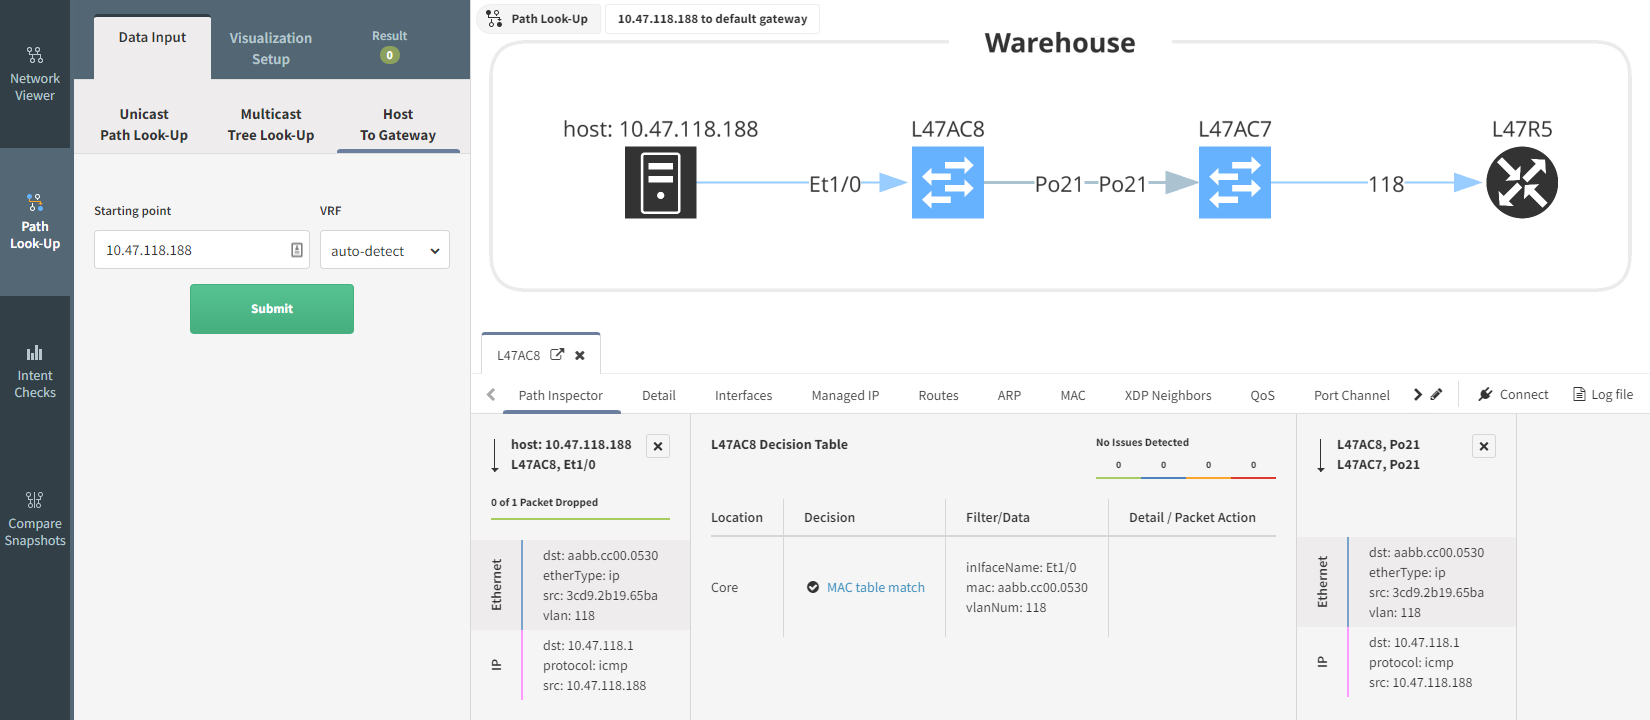 Network
Viewer
Path
Look-Up
Intent
Checks
Compare
Snapshots
Data Input
Visualization
Setup
Result
0
Unicast
Path Look-Up
Multicast
Tree Look-Up
Host
To Gateway
Starting point
VRF
10.47.118.188
auto-detect
Submit
Path Look-Up
10.47.118.188 to default gateway
Warehouse
host: 10.47.118.188
L47AC8
L47AC7
L47R5
Et1/0
Po21
Po21
118
L47AC8
Path Inspector
Detail
Interfaces
Managed IP
Routes
ARP
MAC
XDP Neighbors
QoS
Port Channel
Connect
Log file
host: 10.47.118.188
L47AC8, Et1/0
0 of 1 Packet Dropped
Ethernet
dst: aabb.cc00.0530
etherType: ip
src: 3cd9.2b19.65ba
vlan: 118
IP
dst: 10.47.118.1
protocol: icmp
src: 10.47.118.188
L47AC8 Decision Table
No Issues Detected
0 0 0 0
Location Decision Filter/Data Detail / Packet Action
Core
MAC table match
inIfaceName: Et1/0
mac: aabb.cc00.0530
vlanNum: 118
L47AC8, Po21
L47AC7, Po21
Ethernet
dst: aabb.cc00.0530
etherType: ip
src: 3cd9.2b19.65ba
vlan: 118
IP
dst: 10.47.118.1
protocol: icmp
src: 10.47.118.188